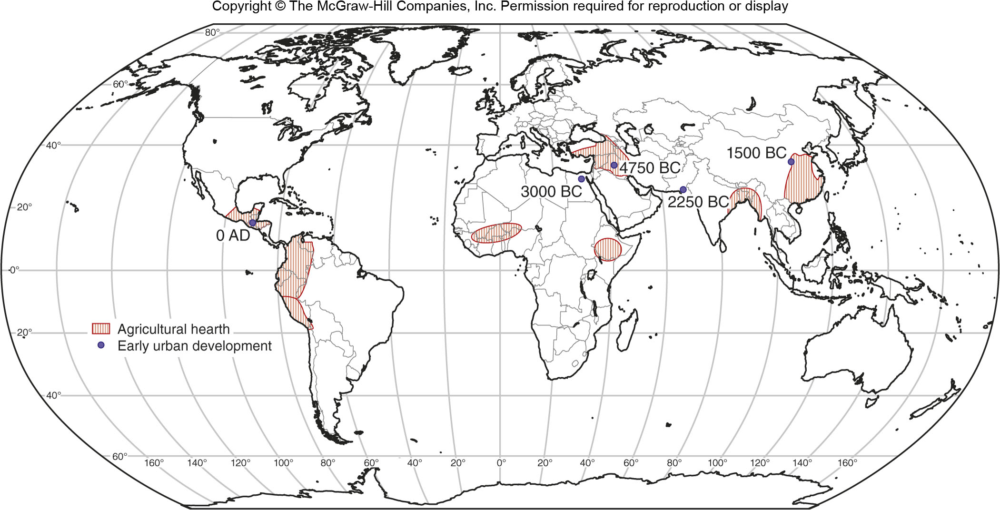 Copyright © The McGraw-Hill Companies, Inc. Permission required for reproduction or display
80°
60°
40°
20°
0°
20°
40°
60°
1500 BC
4750 BC
3000 BC
2250 BC
0 AD
Agricultural hearth
Early urban development
160° 140° 120° 100° 80° 60° 40° 20° 0° 20° 40° 60° 80° 100° 120° 140° 160°